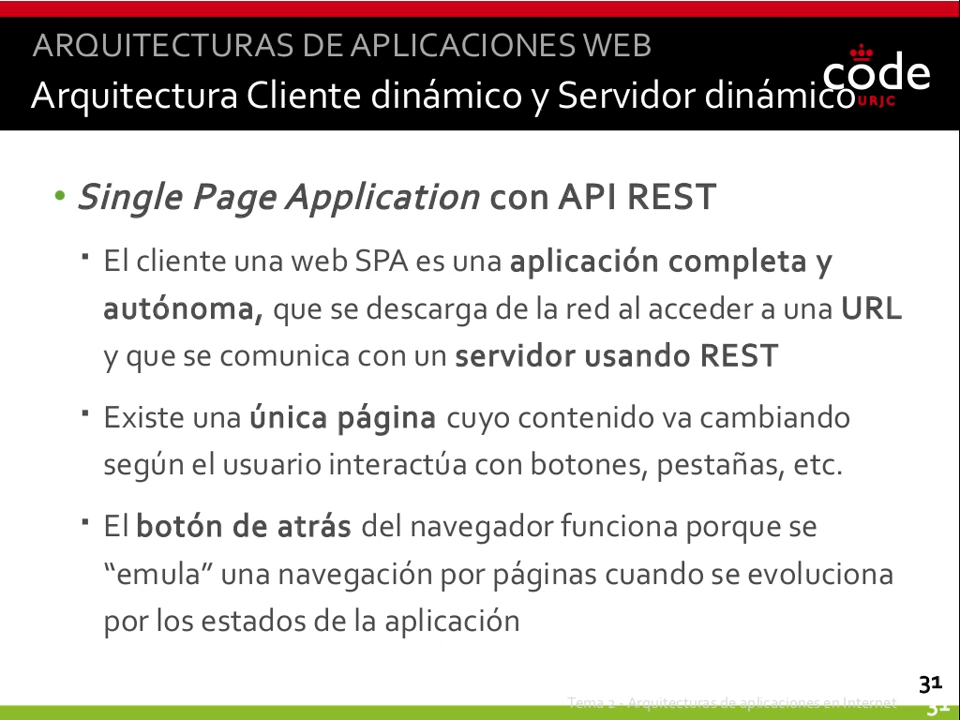 ARQUITECTURAS DE APLICACIONES WEB
Arquitectura Cliente dinámico y Servidor dinámico
code
URJC
• Single Page Application con API REST
▪ El cliente una web SPA es una aplicación completa y
autónoma, que se descarga de la red al acceder a una URL
y que se comunica con un servidor usando REST
▪ Existe una única página cuyo contenido va cambiando
según el usuario interactúa con botones, pestañas, etc.
▪ El botón de atrás del navegador funciona porque se
“emula” una navegación por páginas cuando se evoluciona
por los estados de la aplicación
31
Tema 2 - Arquitecturas de aplicaciones en Internet
31